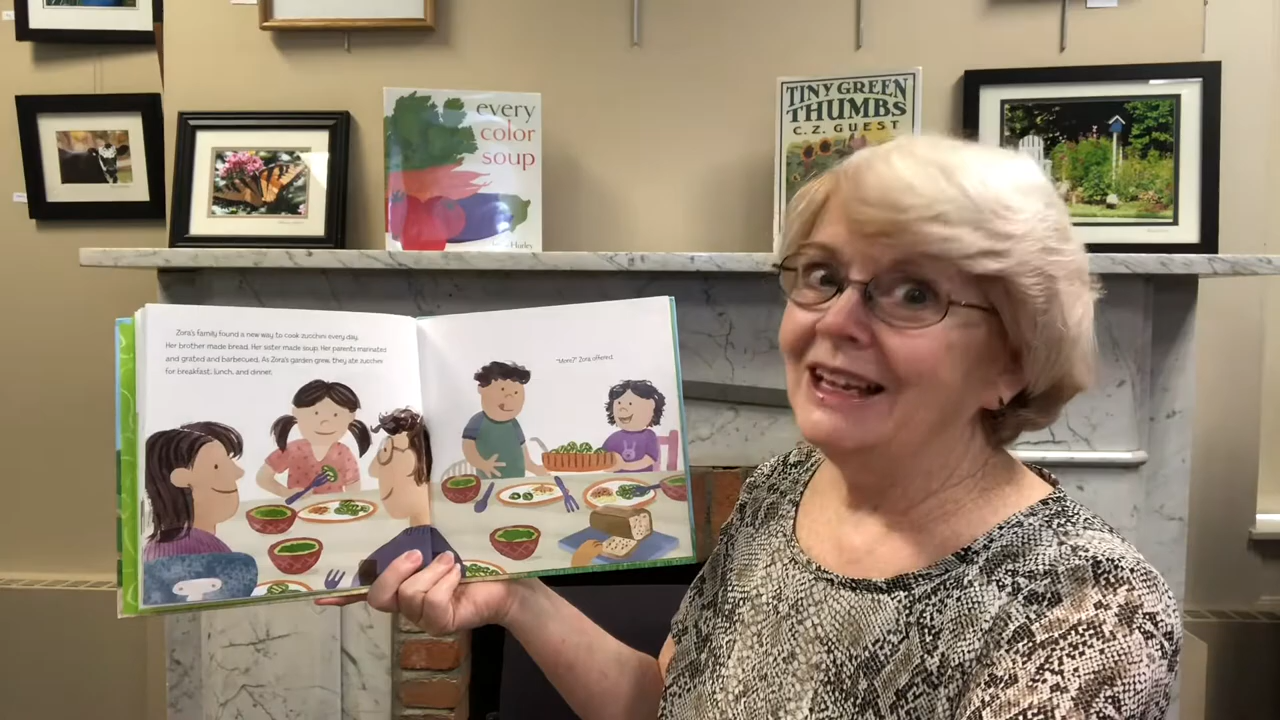 every
color
soup
Hurley
TINY GREEN
THUMBS
C. Z. GUEST
Zora's family found a new way to cook zucchini every day.
Her brother made bread. Her sister made soup. Her parents marinated
and grated and barbecued. As Zora's garden grew, they ate zucchini
for breakfast, lunch, and dinner.
"More?" Zora offered.